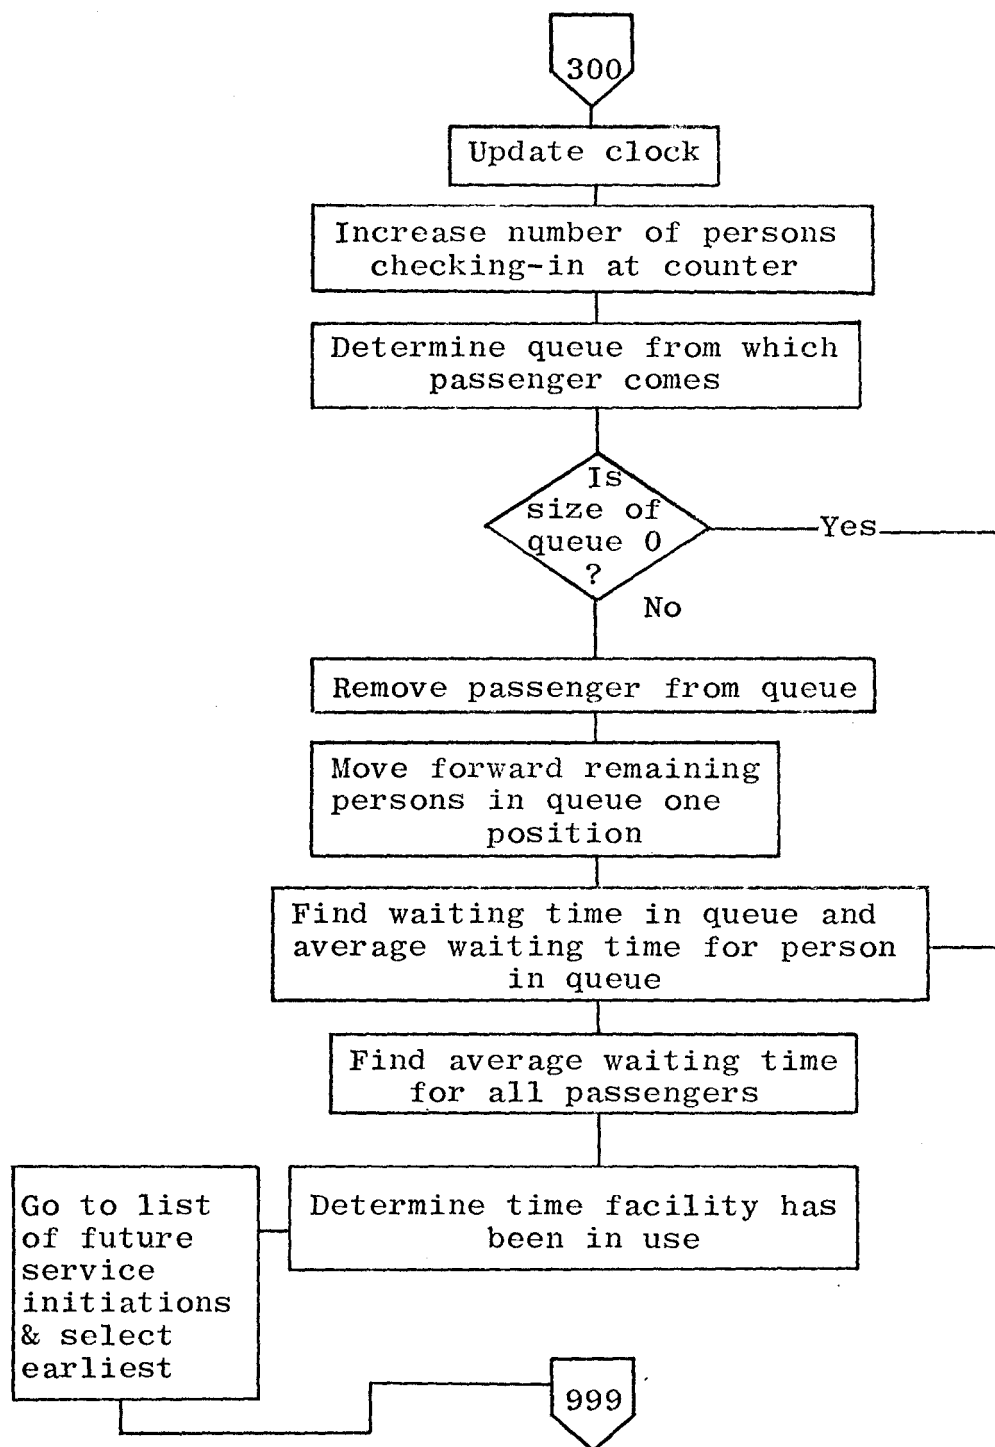 300
Update clock
Increase number of persons
checking-in at counter
Determine queue from which
passenger comes
Is
size of
queue 0
?
Yes
No
Remove passenger from queue
Move forward remaining
persons in queue one
position
Find waiting time in queue and
average waiting time for person
in queue
Find average waiting time
for all passengers
Determine time facility has
been in use
Go to list
of future
service
initiations
& select
earliest
999